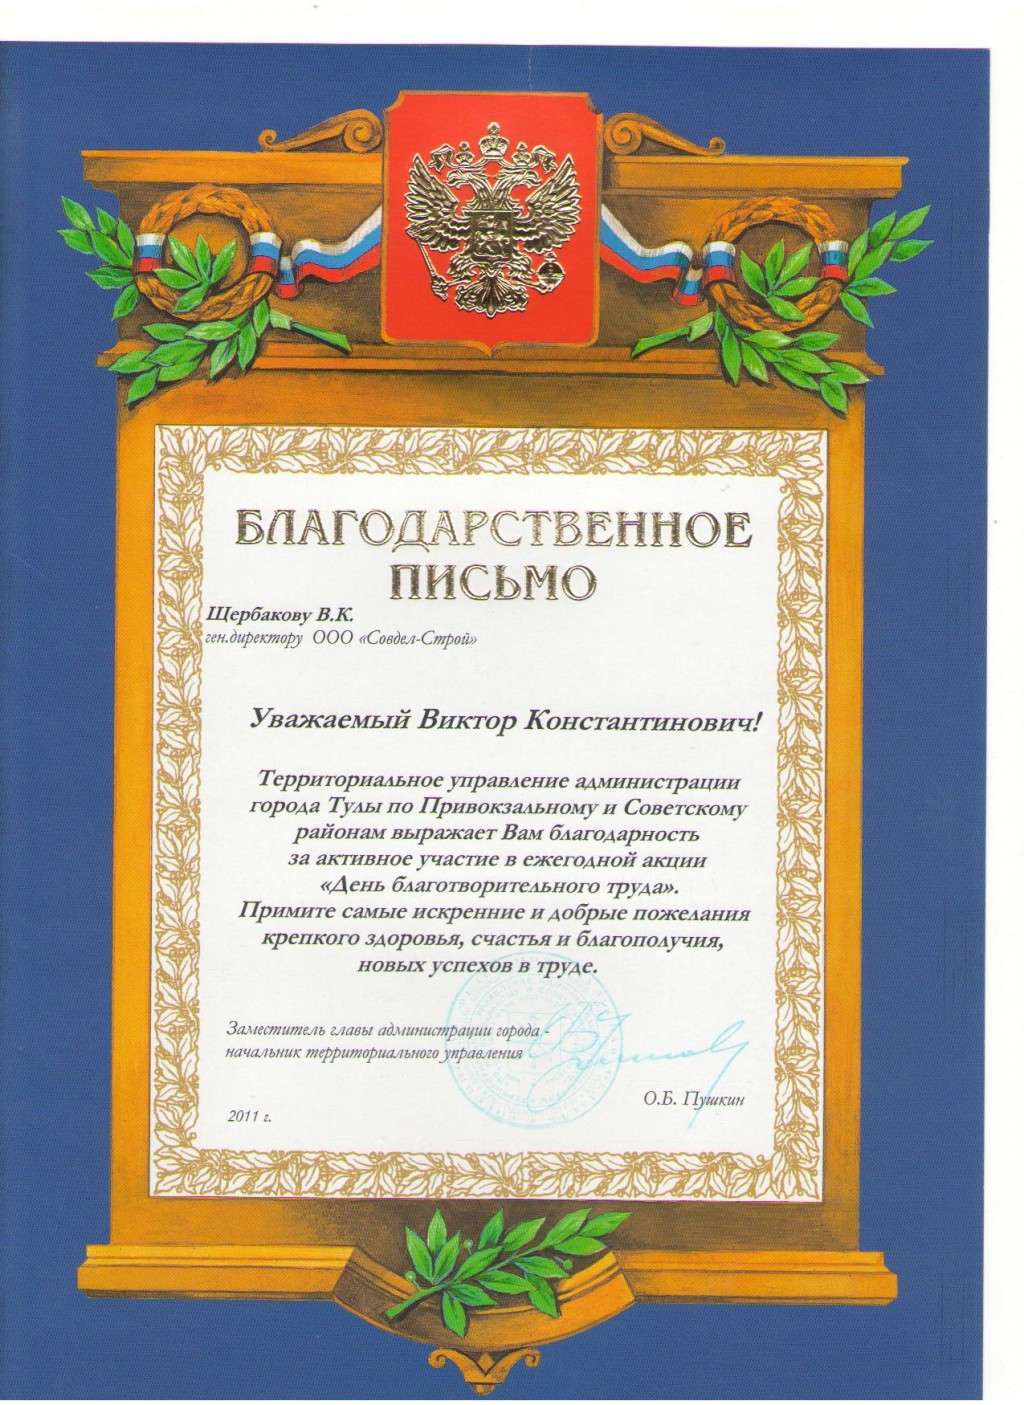 БЛАГОДАРСТВЕННОЕ
ПИСЬМО
Щербакову В.К.
ген.директору ООО «Совдел-Строй»
Уважаемый Виктор Константинович!
Территориальное управление администрации
города Тулы по Привокзальному и Советскому
районам выражает Вам благодарность
за активное участие в ежегодной акции
«День благотворительного труда».
Примите самые искренние и добрые пожелания
крепкого здоровья, счастья и благополучия,
новых успехов в труде.
Заместитель главы администрации города -
начальник территориального управления
О.Б. Пушкин
2011 г.